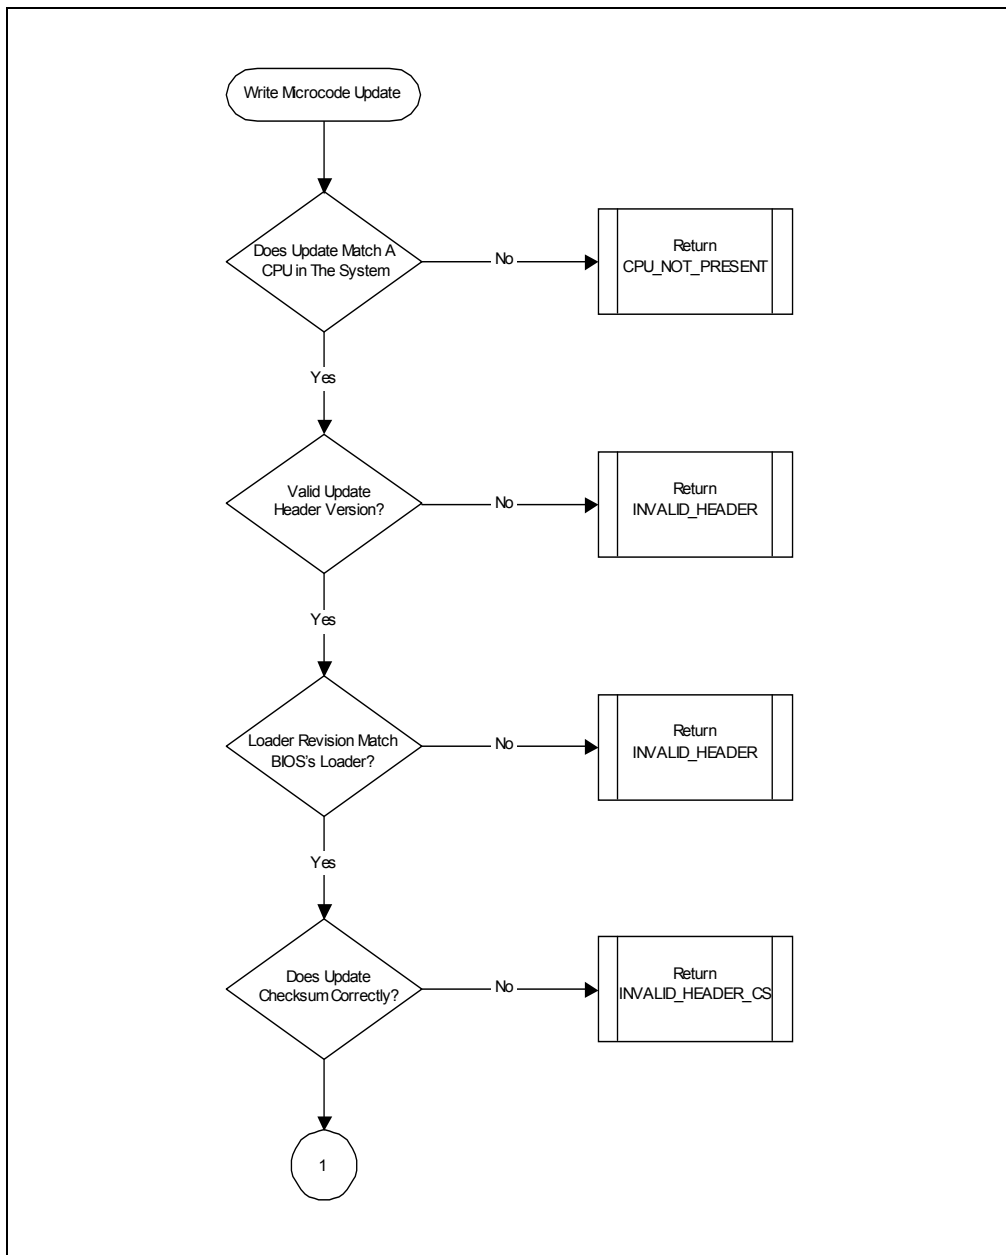 Write Microcode Update
Does Update Match A
CPU in The System
No
Return
CPU_NOT_PRESENT
Yes
Valid Update
Header Version?
No
Return
INVALID_HEADER
Yes
Loader Revision Match
BIOS's Loader?
No
Return
INVALID_HEADER
Yes
Does Update
Checksum Correctly?
No
Return
INVALID_HEADER_CS
1